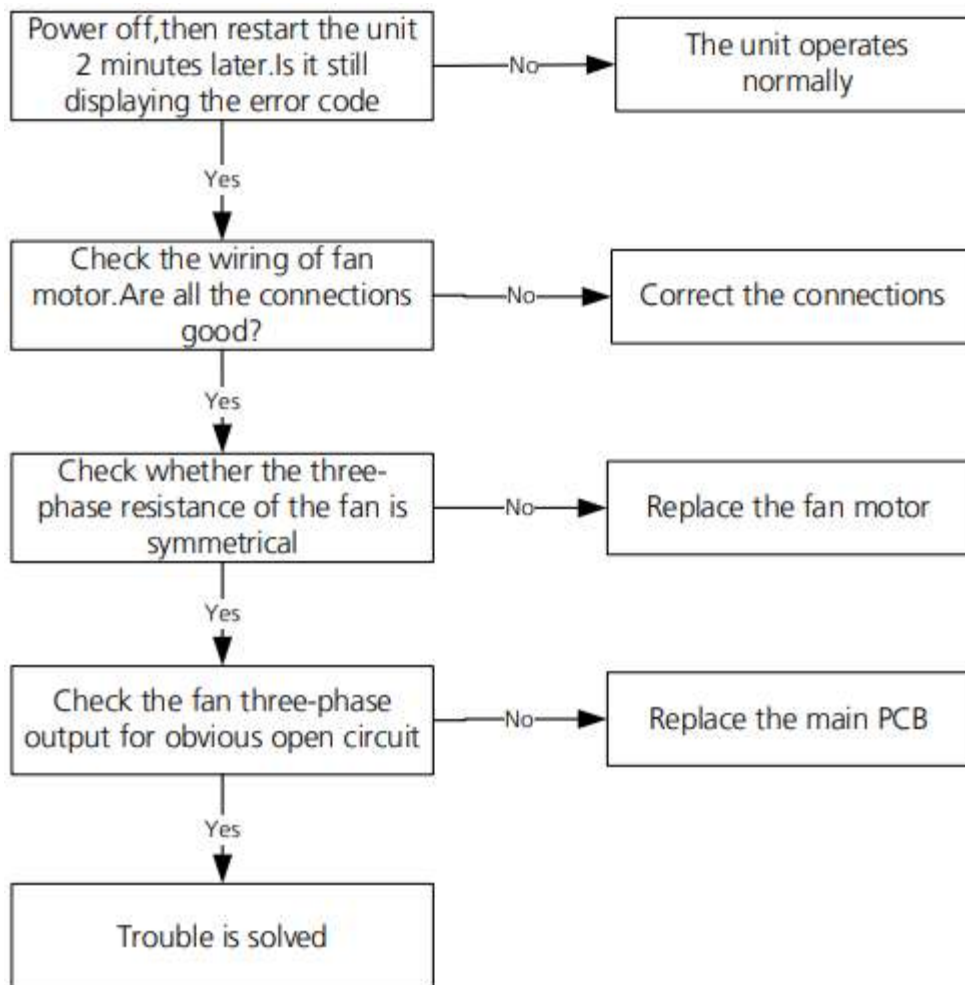 Power off,then restart the unit
2 minutes later.Is it still
displaying the error code
No
The unit operates
normally
Yes
Check the wiring of fan
motor.Are all the connections
good?
No
Correct the connections
Yes
Check whether the three-
phase resistance of the fan is
symmetrical
No
Replace the fan motor
Yes
Check the fan three-phase
output for obvious open circuit
No
Replace the main PCB
Yes
Trouble is solved